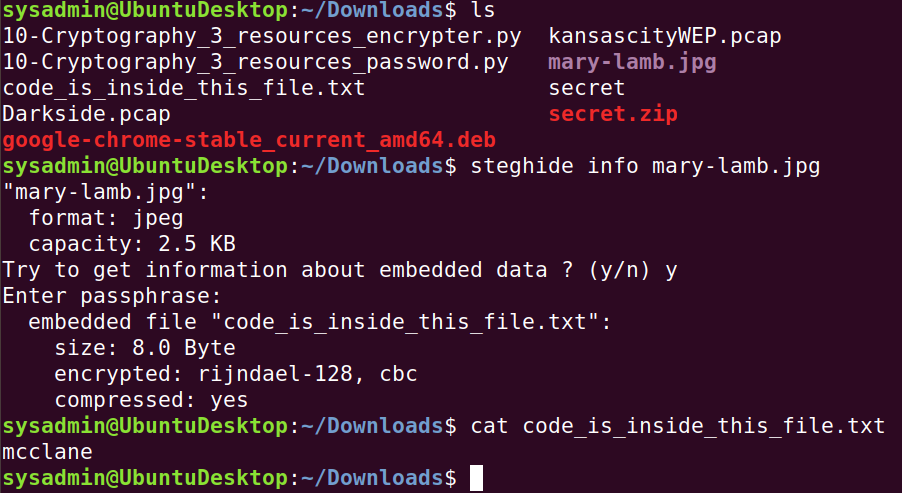 sysadmin@UbuntuDesktop:~/Downloads$ ls
10-Cryptography_3_resources_encrypter.py  kansascityWEP.pcap
10-Cryptography_3_resources_password.py   mary-lamb.jpg
code_is_inside_this_file.txt              secret
Darkside.pcap                             secret.zip
google-chrome-stable_current_amd64.deb
sysadmin@UbuntuDesktop:~/Downloads$ steghide info mary-lamb.jpg
"mary-lamb.jpg":
  format: jpeg
  capacity: 2.5 KB
Try to get information about embedded data ? (y/n) y
Enter passphrase:
  embedded file "code_is_inside_this_file.txt":
    size: 8.0 Byte
    encrypted: rijndael-128, cbc
    compressed: yes
sysadmin@UbuntuDesktop:~/Downloads$ cat code_is_inside_this_file.txt
mcclane
sysadmin@UbuntuDesktop:~/Downloads$